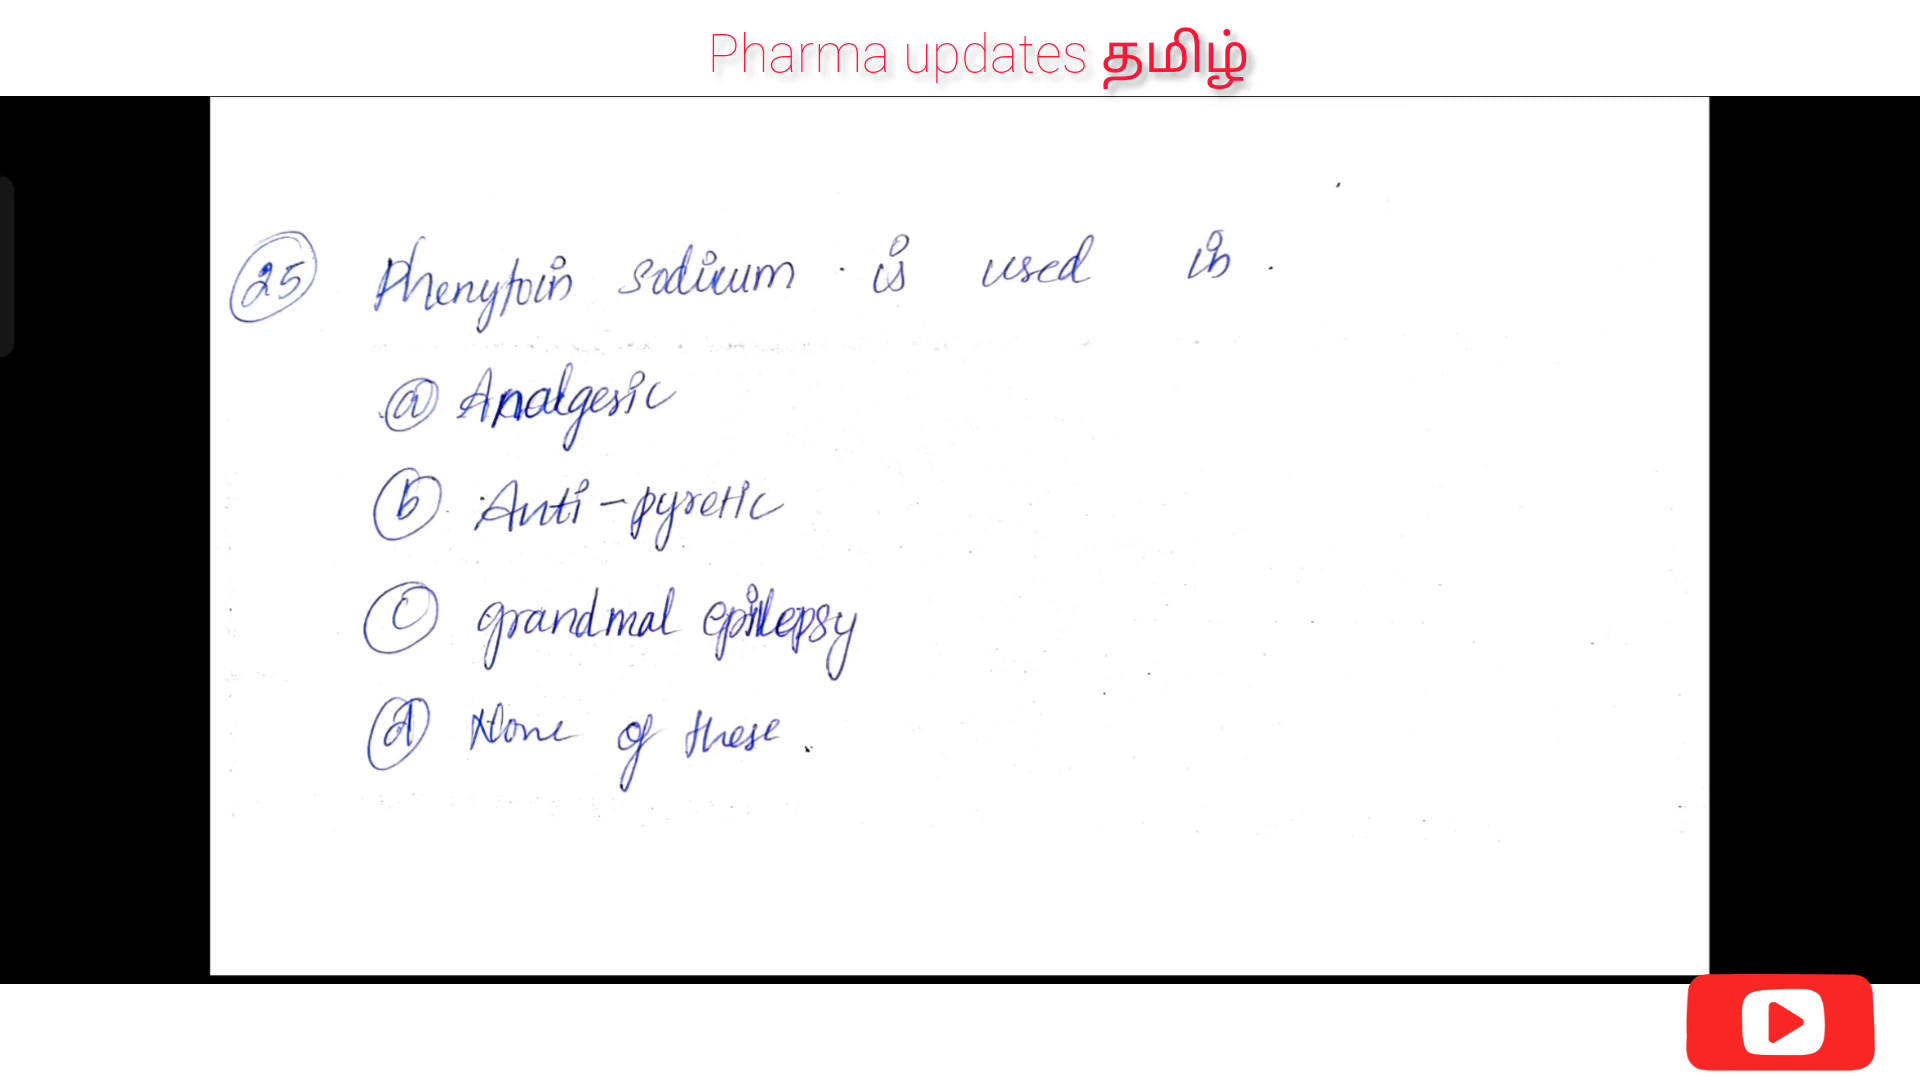 Pharma updates தமிழ்
25 Phenytoin sodium is used in.
a Analgesic
b Anti-pyretic
c grandmal epilepsy
d None of these.